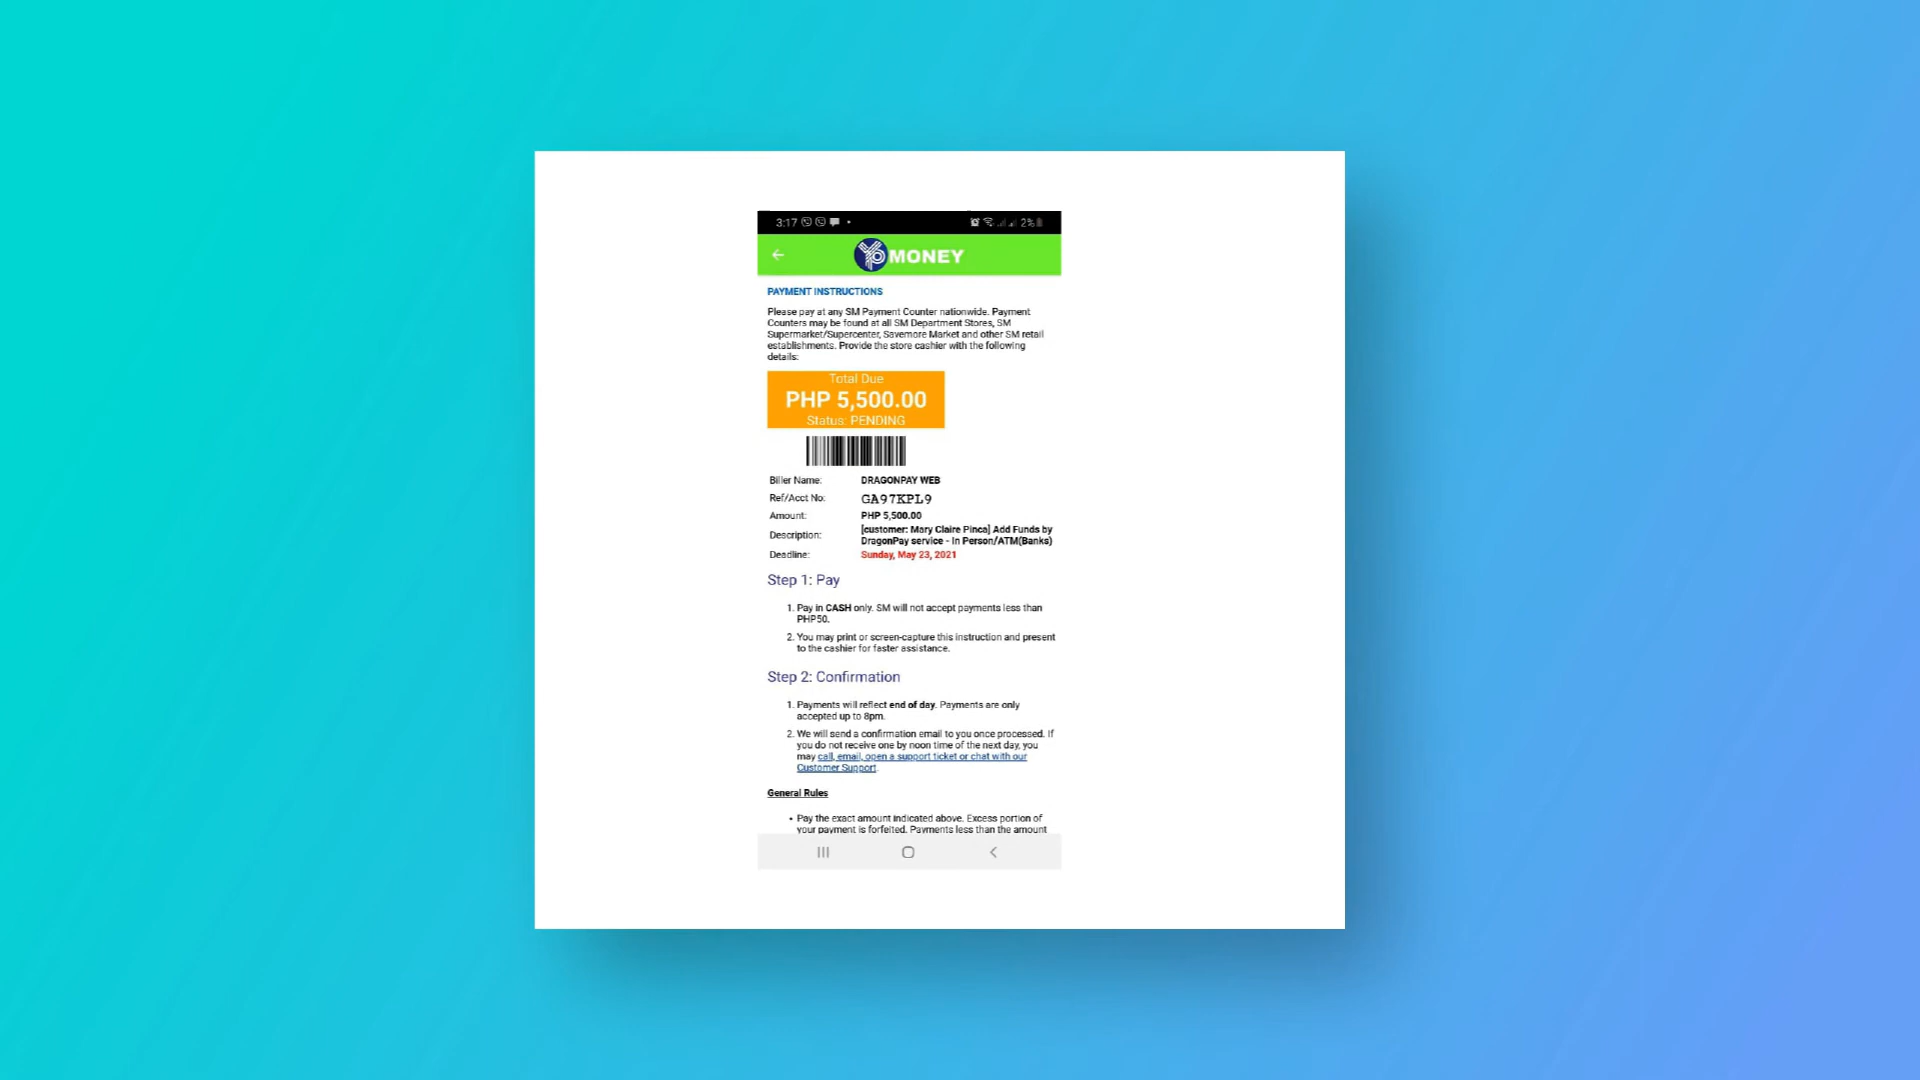 3:17
2%
YP MONEY
PAYMENT INSTRUCTIONS
Please pay at any SM Payment Counter nationwide. Payment
Counters may be found at all SM Department Stores, SM
Supermarket/Supercenter, Savemore Market and other SM retail
establishments. Provide the store cashier with the following
details:
Total Due
PHP 5,500.00
Status: PENDING
Biller Name: DRAGONPAY WEB
Ref/Acct No: GA97KPL9
Amount: PHP 5,500.00
Description: [customer: Mary Claire Pinca] Add Funds by
DragonPay service - In Person/ATM(Banks)
Deadline: Sunday, May 23, 2021
Step 1: Pay
1. Pay in CASH only. SM will not accept payments less than
PHP50.
2. You may print or screen-capture this instruction and present
to the cashier for faster assistance.
Step 2: Confirmation
1. Payments will reflect end of day. Payments are only
accepted up to 8pm.
2. We will send a confirmation email to you once processed. If
you do not receive one by noon time of the next day, you
may call, email, open a support ticket or chat with our
Customer Support.
General Rules
• Pay the exact amount indicated above. Excess portion of
your payment is forfeited. Payments less than the amount